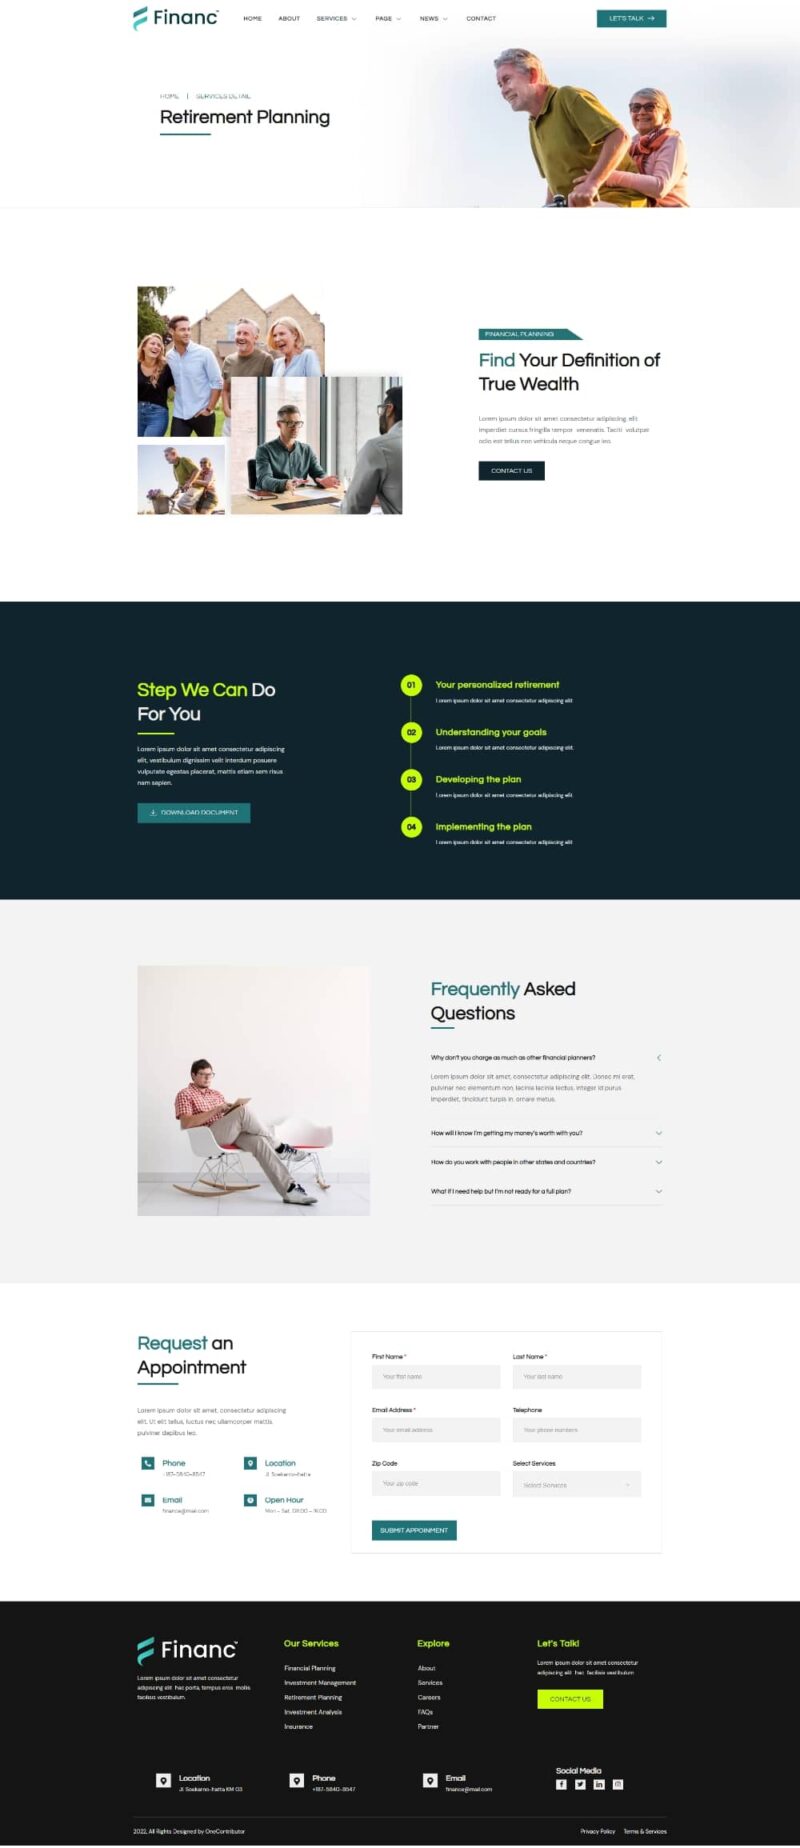 Financ
HOME ABOUT SERVICES PAGE NEWS CONTACT
LET'S TALK
HOME | SERVICES DETAIL
Retirement Planning
FINANCIAL PLANNING
Find Your Definition of
True Wealth
Lorem ipsum dolor sit amet consectetur adipiscing elit
imperdiet cursus fringilla tempor venenatis. Taciti volutpat
odio est tellus non vehicula neque congue leo.
CONTACT US
Step We Can Do
For You
Lorem ipsum dolor sit amet consectetur adipiscing
elit, vestibulum dignissim velit interdum posuere
vulputate egestas placerat, mattis etiam sem risus
nam sapien.
DOWNLOAD DOCUMENT
01 Your personalized retirement
Lorem ipsum dolor sit amet consectetur adipiscing elit
02 Understanding your goals
Lorem ipsum dolor sit amet consectetur adipiscing elit
03 Developing the plan
Lorem ipsum dolor sit amet consectetur adipiscing elit
04 Implementing the plan
Lorem ipsum dolor sit amet consectetur adipiscing elit
Frequently Asked
Questions
Why don't you charge as much as other financial planners?
Lorem ipsum dolor sit amet, consectetur adipiscing elit. Donec mi erat,
pulvinar nec elementum non, lacinia lacinia lectus. Integer id purus
imperdiet, tincidunt turpis in, ornare metus.
How will I know I'm getting my money's worth with you?
How do you work with people in other states and countries?
What if I need help but I'm not ready for a full plan?
Request an
Appointment
Lorem ipsum dolor sit amet, consectetur adipiscing
elit. Ut elit tellus, luctus nec ullamcorper mattis,
pulvinar dapibus leo.
Phone
+187-5840-8647
Location
Jl. Soekarno-hatta
Email
finance@mail.com
Open Hour
Mon – Sat, 08.00 – 16.00
First Name *
Your first name
Last Name *
Your last name
Email Address *
Your email address
Telephone
Your phone numbers
Zip Code
Your zip code
Select Services
Select Services
SUBMIT APPOINMENT
Financ
Lorem ipsum dolor sit amet consectetur
adipiscing elit hac porta, tempus eros mollis
facilisis vestibulum.
Our Services
Financial Planning
Investment Management
Retirement Planning
Investment Analysis
Insurance
Explore
About
Services
Careers
FAQs
Partner
Let's Talk!
Lorem ipsum dolor sit amet consectetur
adipiscing elit hac facilisis vestibulum
CONTACT US
Location
Jl. Soekarno-hatta KM 03
Phone
+187-5840-8647
Email
finance@mail.com
Social Media
2022, All Rights Designed by OneContributor
Privacy Policy Terms & Services